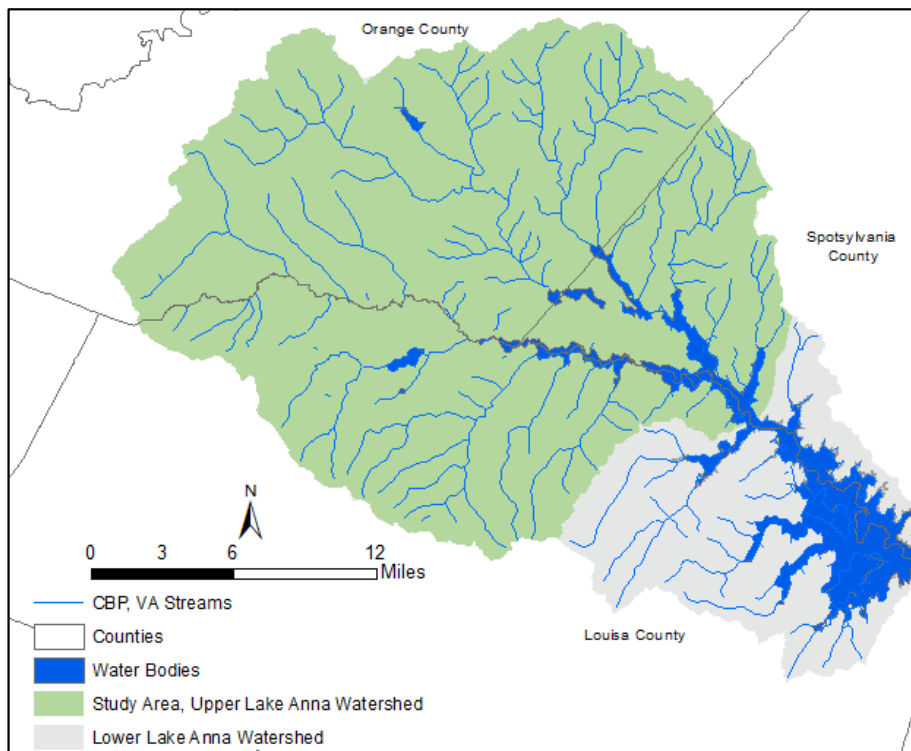 Orange County
Spotsylvania
County
N
0 3 6 12
Miles
CBP, VA Streams
Counties
Water Bodies
Study Area, Upper Lake Anna Watershed
Lower Lake Anna Watershed
Louisa County